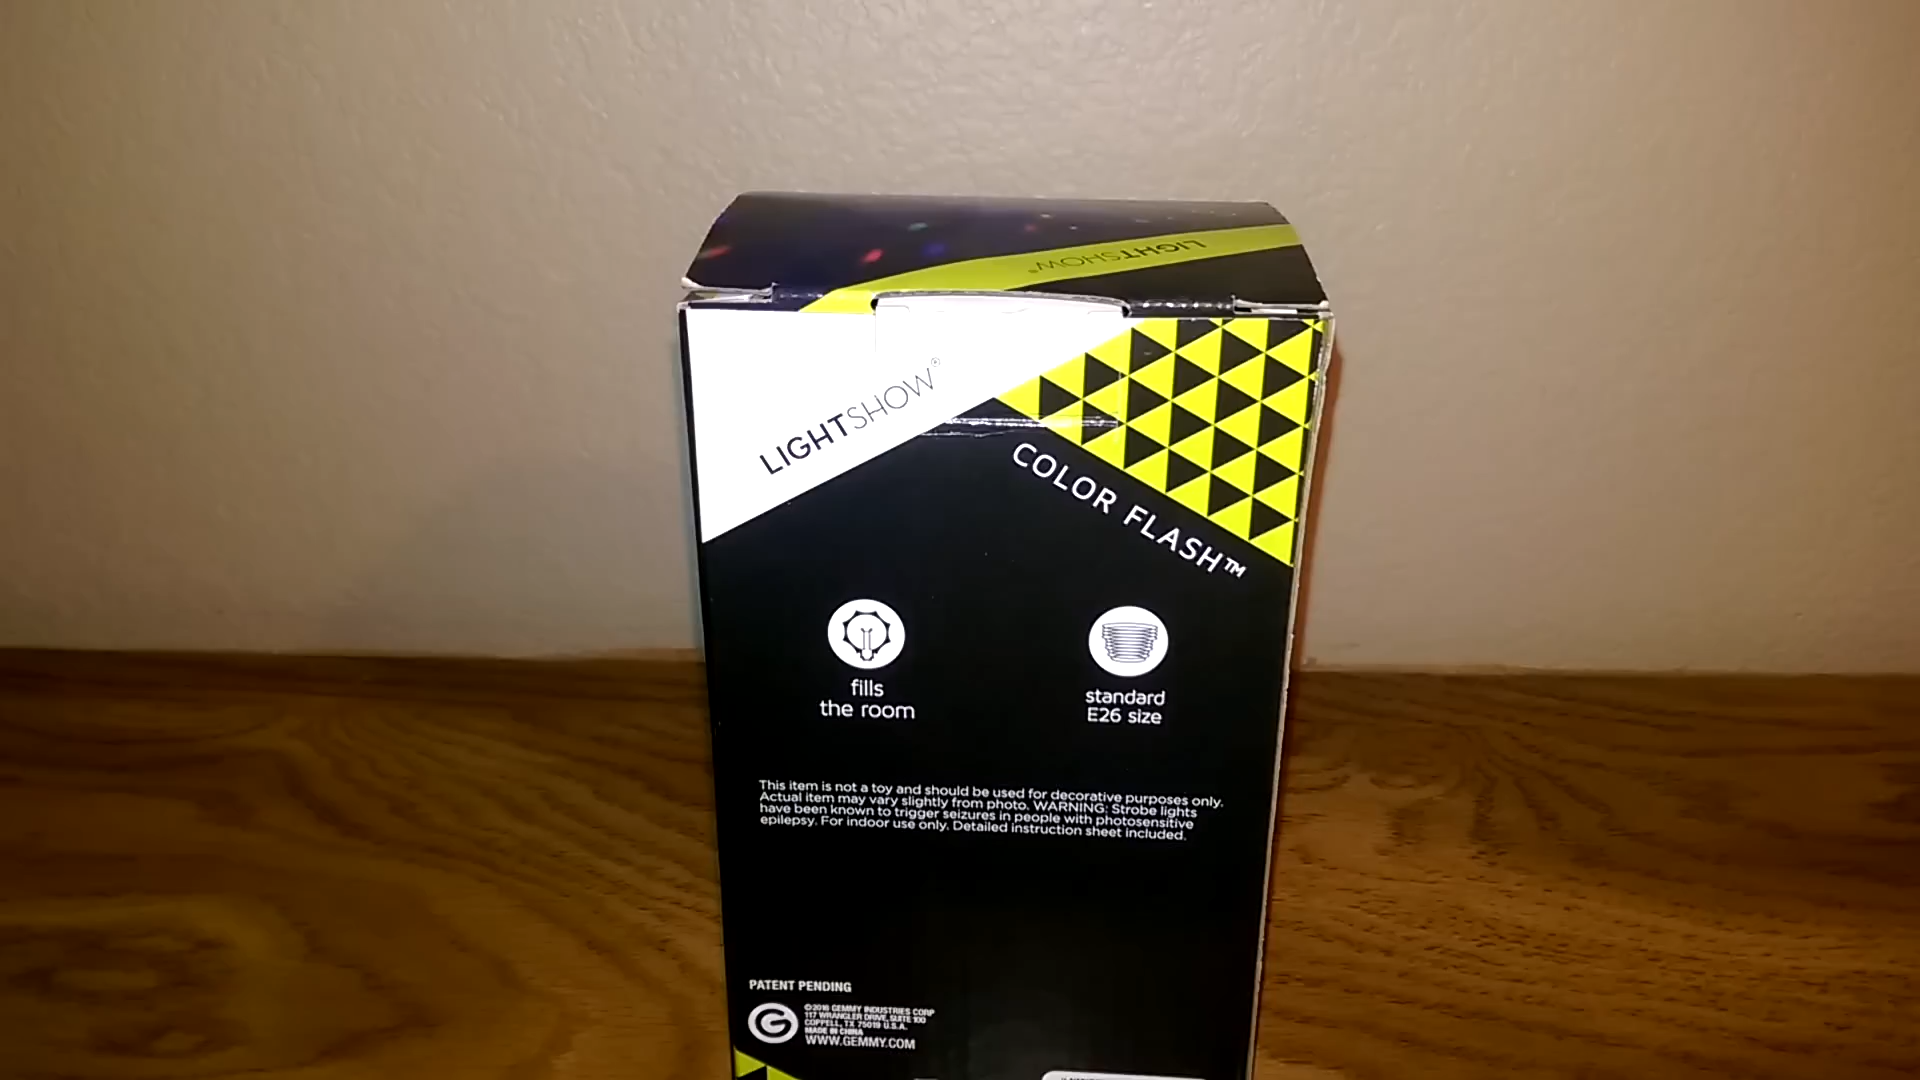 LIGHTSHOW®
LIGHTSHOW®
COLOR FLASH™
fills
the room
standard
E26 size
This item is not a toy and should be used for decorative purposes only.
Actual item may vary slightly from photo. WARNING: Strobe lights
have been known to trigger seizures in people with photosensitive
epilepsy. For indoor use only. Detailed instruction sheet included.
PATENT PENDING
G
©2016 GEMMY INDUSTRIES CORP
117 WRANGLER DRIVE, SUITE 100
COPPELL, TX 75019 U.S.A.
MADE IN CHINA
WWW.GEMMY.COM